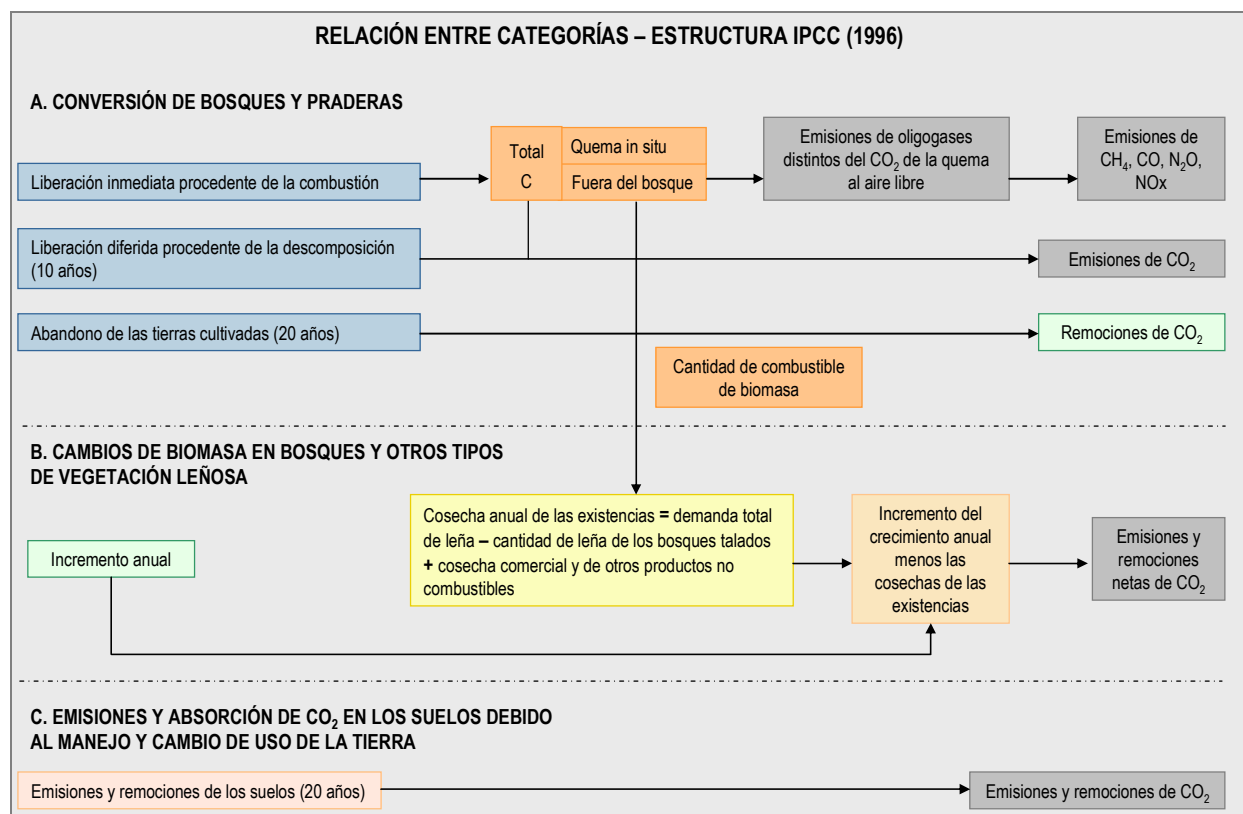 RELACIÓN ENTRE CATEGORÍAS – ESTRUCTURA IPCC (1996)
A. CONVERSIÓN DE BOSQUES Y PRADERAS
Liberación inmediata procedente de la combustión
Total
C
Quema in situ
Fuera del bosque
Emisiones de oligogases
distintos del CO₂ de la quema
al aire libre
Emisiones de
CH₄, CO, N₂O,
NOx
Liberación diferida procedente de la descomposición
(10 años)
Emisiones de CO₂
Abandono de las tierras cultivadas (20 años)
Remociones de CO₂
Cantidad de combustible
de biomasa
B. CAMBIOS DE BIOMASA EN BOSQUES Y OTROS TIPOS
DE VEGETACIÓN LEÑOSA
Incremento anual
Cosecha anual de las existencias = demanda total
de leña – cantidad de leña de los bosques talados
+ cosecha comercial y de otros productos no
combustibles
Incremento del
crecimiento anual
menos las
cosechas de las
existencias
Emisiones y
remociones
netas de CO₂
C. EMISIONES Y ABSORCIÓN DE CO₂ EN LOS SUELOS DEBIDO
AL MANEJO Y CAMBIO DE USO DE LA TIERRA
Emisiones y remociones de los suelos (20 años)
Emisiones y remociones de CO₂